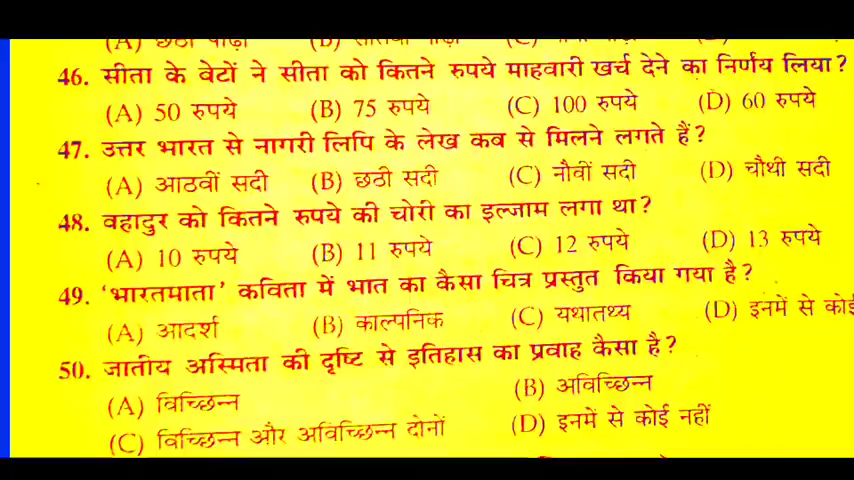 46. सीता के बेटों ने सीता को कितने रुपये माहवारी खर्च देने का निर्णय लिया?
(A) 50 रुपये (B) 75 रुपये (C) 100 रुपये (D) 60 रुपये
47. उत्तर भारत से नागरी लिपि के लेख कब से मिलने लगते हैं?
(A) आठवीं सदी (B) छठी सदी (C) नौवीं सदी (D) चौथी सदी
48. वहादुर को कितने रुपये की चोरी का इल्जाम लगा था?
(A) 10 रुपये (B) 11 रुपये (C) 12 रुपये (D) 13 रुपये
49. 'भारतमाता' कविता में भात का कैसा चित्र प्रस्तुत किया गया है?
(A) आदर्श (B) काल्पनिक (C) यथातथ्य (D) इनमें से कोई
50. जातीय अस्मिता की दृष्टि से इतिहास का प्रवाह कैसा है?
(A) विच्छिन्न (B) अविच्छिन्न
(C) विच्छिन्न और अविच्छिन्न दोनों (D) इनमें से कोई नहीं